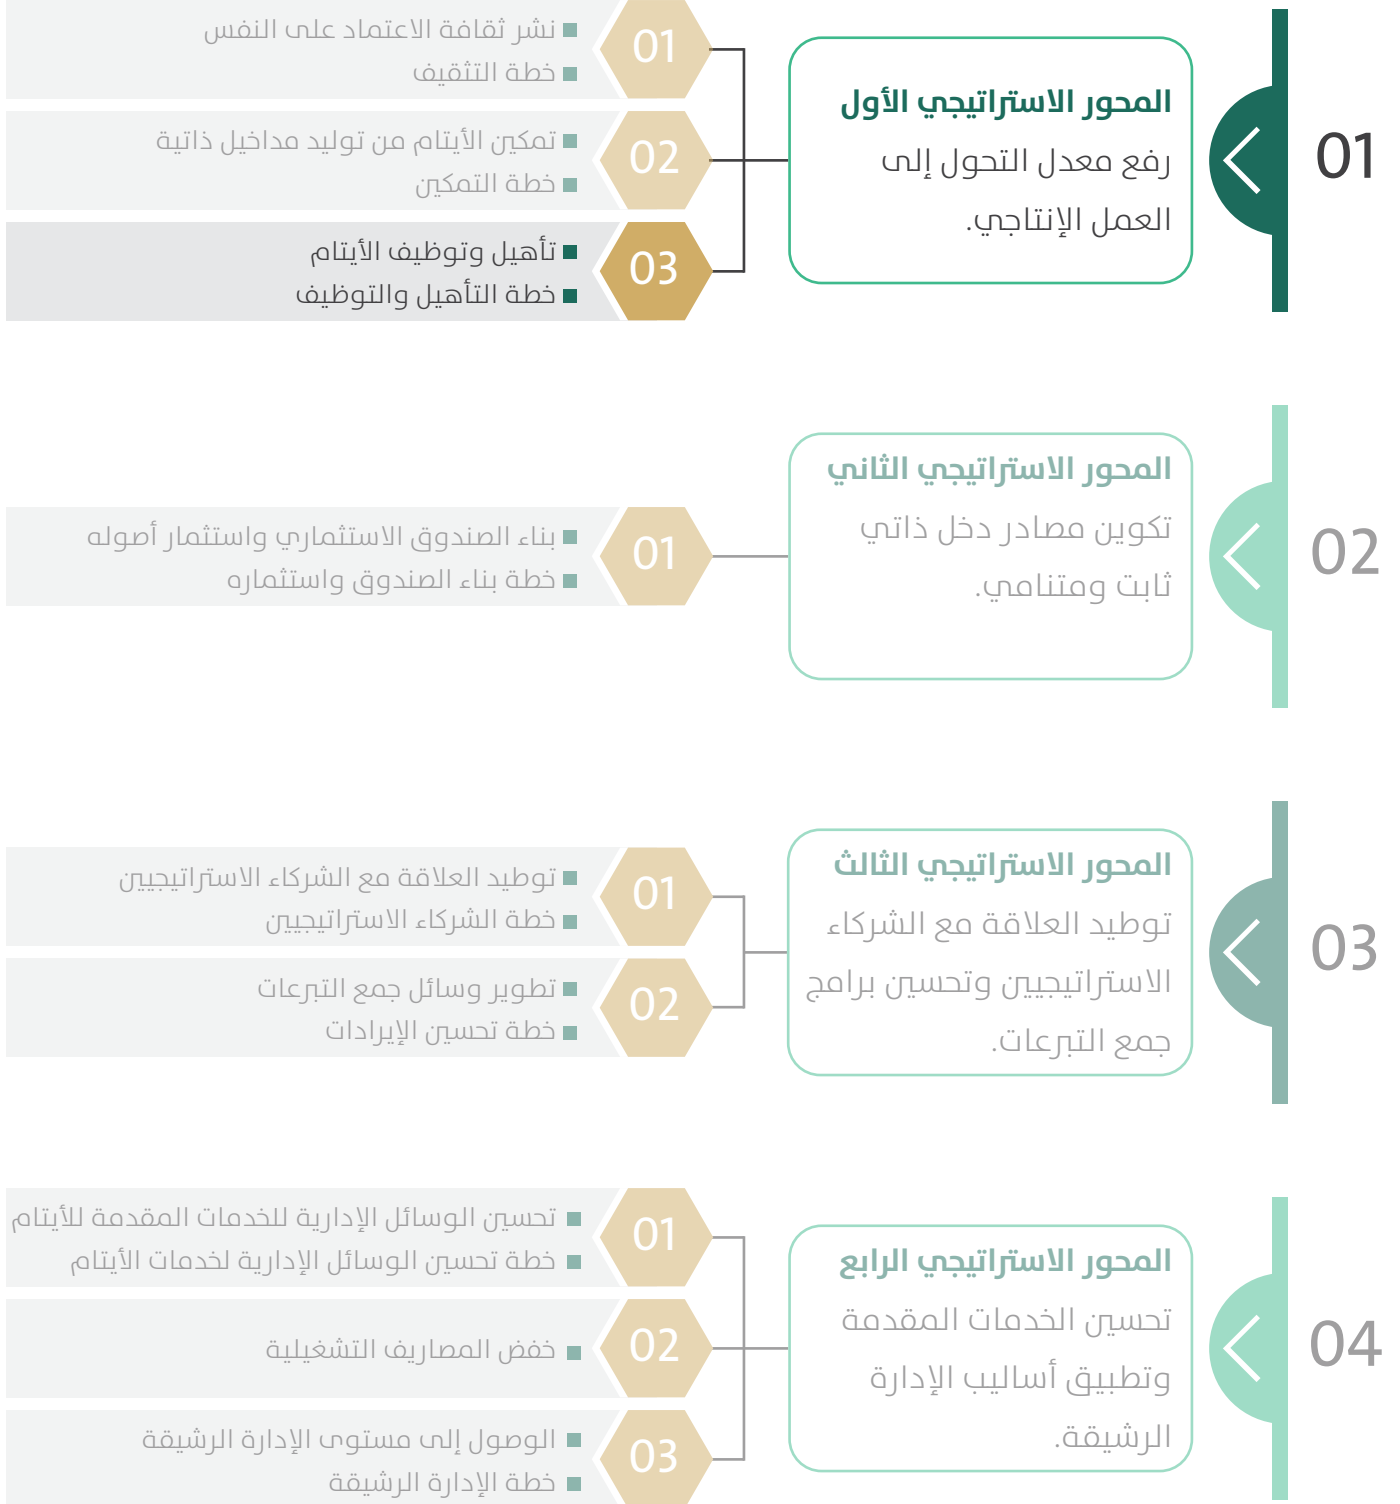 01
المحور الاستراتيجي الأول
رفع معدل التحول إلى
العمل الإنتاجي.
01
نشر ثقافة الاعتماد على النفس
خطة التثقيف
02
تمكين الأيتام من توليد مداخيل ذاتية
خطة التمكين
03
تأهيل وتوظيف الأيتام
خطة التأهيل والتوظيف
02
المحور الاستراتيجي الثاني
تكوين مصادر دخل ذاتي
ثابت ومتنامي.
01
بناء الصندوق الاستثماري واستثمار أصوله
خطة بناء الصندوق واستثماره
03
المحور الاستراتيجي الثالث
توطيد العلاقة مع الشركاء
الاستراتيجيين وتحسين برامج
جمع التبرعات.
01
توطيد العلاقة مع الشركاء الاستراتيجيين
خطة الشركاء الاستراتيجيين
02
تطوير وسائل جمع التبرعات
خطة تحسين الإيرادات
04
المحور الاستراتيجي الرابع
تحسين الخدمات المقدمة
وتطبيق أساليب الإدارة
الرشيقة.
01
تحسين الوسائل الإدارية للخدمات المقدمة للأيتام
خطة تحسين الوسائل الإدارية لخدمات الأيتام
02
خفض المصاريف التشغيلية
03
الوصول إلى مستوى الإدارة الرشيقة
خطة الإدارة الرشيقة